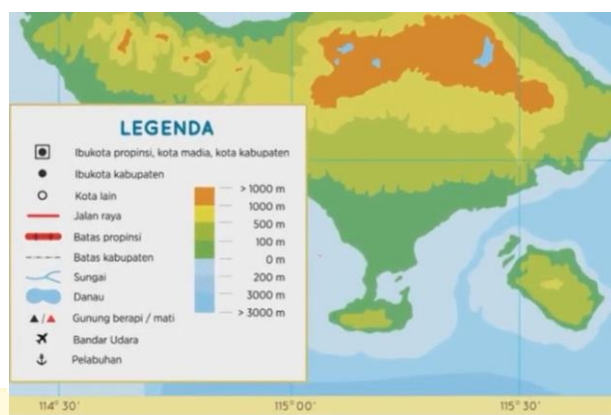 LEGENDA
Ibukota propinsi, kota madia, kota kabupaten
Ibukota kabupaten
Kota lain
Jalan raya
Batas propinsi
Batas kabupaten
Sungai
Danau
Gunung berapi / mati
Bandar Udara
Pelabuhan
> 1000 m
1000 m
500 m
100 m
0 m
200 m
3000 m
> 3000 m
114° 30'
115° 00'
115° 30'